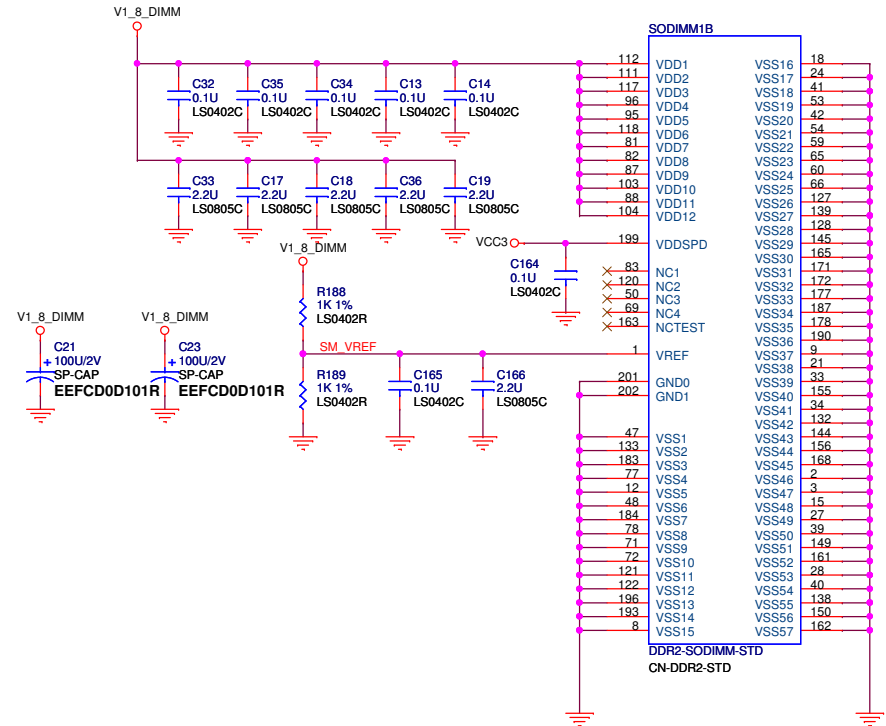 V1_8_DIMM
C32
0.1U
LS0402C
C35
0.1U
LS0402C
C34
0.1U
LS0402C
C13
0.1U
LS0402C
C14
0.1U
LS0402C
C33
2.2U
LS0805C
C17
2.2U
LS0805C
C18
2.2U
LS0805C
C36
2.2U
LS0805C
C19
2.2U
LS0805C
V1_8_DIMM
R188
1K 1%
LS0402R
SM_VREF
R189
1K 1%
LS0402R
C165
0.1U
LS0402C
C166
2.2U
LS0805C
VCC3
C164
0.1U
LS0402C
V1_8_DIMM
C21
+ 100U/2V
SP-CAP
EEFCD0D101R
V1_8_DIMM
C23
+ 100U/2V
SP-CAP
EEFCD0D101R
SODIMM1B
112 VDD1
111 VDD2
117 VDD3
96 VDD4
95 VDD5
118 VDD6
81 VDD7
82 VDD8
87 VDD9
103 VDD10
88 VDD11
104 VDD12
199 VDDSPD
83 NC1
120 NC2
50 NC3
69 NC4
163 NCTEST
1 VREF
201 GND0
202 GND1
47 VSS1
133 VSS2
183 VSS3
77 VSS4
12 VSS5
48 VSS6
184 VSS7
78 VSS8
71 VSS9
72 VSS10
121 VSS11
122 VSS12
196 VSS13
193 VSS14
8 VSS15
VSS16 18
VSS17 24
VSS18 41
VSS19 53
VSS20 42
VSS21 54
VSS22 59
VSS23 65
VSS24 60
VSS25 66
VSS26 127
VSS27 139
VSS28 128
VSS29 145
VSS30 165
VSS31 171
VSS32 172
VSS33 177
VSS34 187
VSS35 178
VSS36 190
VSS37 9
VSS38 21
VSS39 33
VSS40 155
VSS41 34
VSS42 132
VSS43 144
VSS44 156
VSS45 168
VSS46 2
VSS47 3
VSS48 15
VSS49 27
VSS50 39
VSS51 149
VSS52 161
VSS53 28
VSS54 40
VSS55 138
VSS56 150
VSS57 162
DDR2-SODIMM-STD
CN-DDR2-STD